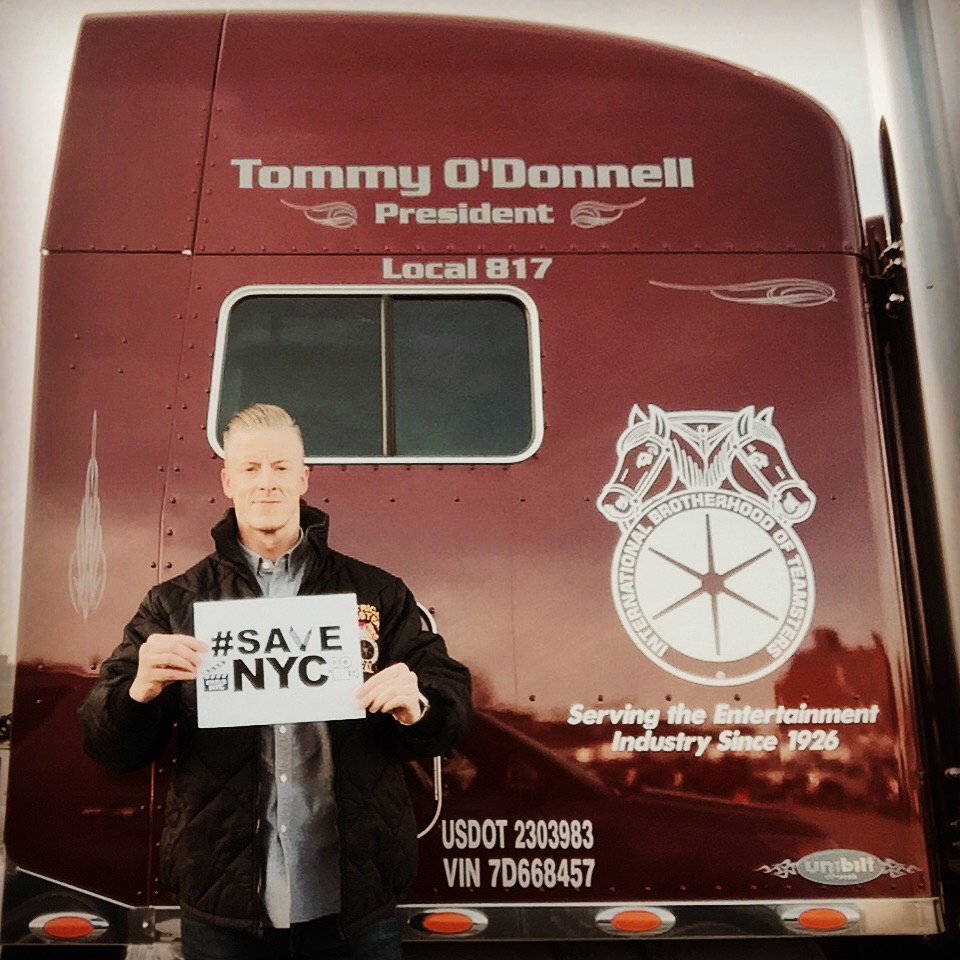 Tommy O'Donnell
President
Local 817
#SAVE
NYC
INTERNATIONAL BROTHERHOOD OF TEAMSTERS
Serving the Entertainment
Industry Since 1926
USDOT 2303983
VIN 7D668457
unibilt